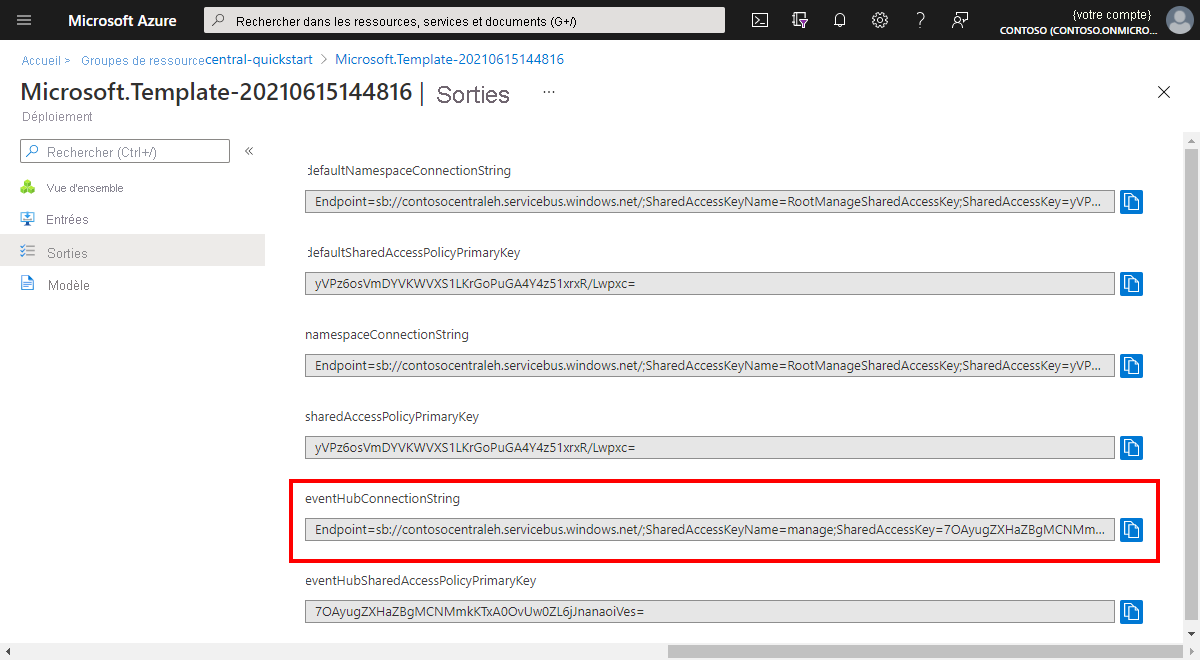 Microsoft Azure
Rechercher dans les ressources, services et documents (G+/)
{votre compte}
CONTOSO (CONTOSO.ONMICRO...
Accueil > Groupes de ressourcecentral-quickstart > Microsoft.Template-20210615144816
Microsoft.Template-20210615144816 | Sorties ...
Déploiement
Rechercher (Ctrl+/)
«
Vue d'ensemble
Entrées
Sorties
Modèle
defaultNamespaceConnectionString
Endpoint=sb://contosocentraleh.servicebus.windows.net/;SharedAccessKeyName=RootManageSharedAccessKey;SharedAccessKey=yVP...
defaultSharedAccessPolicyPrimaryKey
yVPz6osVmDYVKWVXS1LKrGoPuGA4Y4z51xrxR/Lwpxc=
namespaceConnectionString
Endpoint=sb://contosocentraleh.servicebus.windows.net/;SharedAccessKeyName=RootManageSharedAccessKey;SharedAccessKey=yVP...
sharedAccessPolicyPrimaryKey
yVPz6osVmDYVKWVXS1LKrGoPuGA4Y4z51xrxR/Lwpxc=
eventHubConnectionString
Endpoint=sb://contosocentraleh.servicebus.windows.net/;SharedAccessKeyName=manage;SharedAccessKey=7OAyugZXHaZBgMCNMm...
eventHubSharedAccessPolicyPrimaryKey
7OAyugZXHaZBgMCNMmkKTxA0OvUw0ZL6jJnanaoiVes=